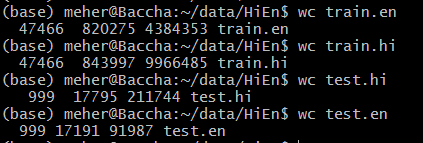 (base) meher@Baccha:~/data/HiEn$ wc train.en
47466 820275 4384353 train.en
(base) meher@Baccha:~/data/HiEn$ wc train.hi
47466 843997 9966485 train.hi
(base) meher@Baccha:~/data/HiEn$ wc test.hi
999 17795 211744 test.hi
(base) meher@Baccha:~/data/HiEn$ wc test.en
999 17191 91987 test.en